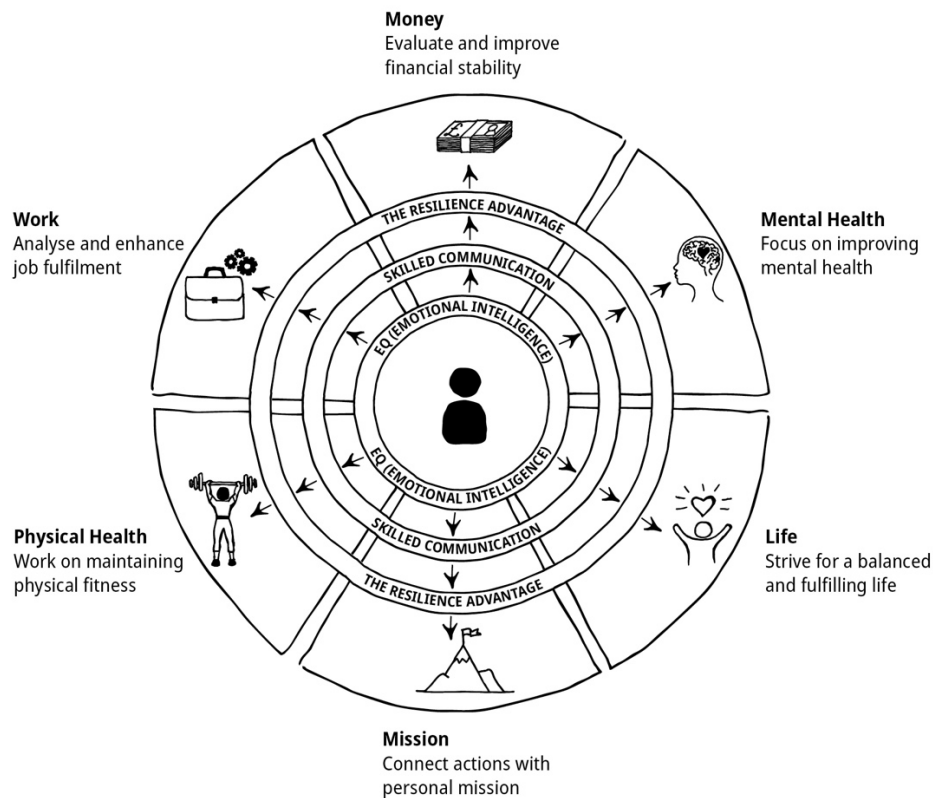 Money
Evaluate and improve
financial stability
Work
Analyse and enhance
job fulfilment
Mental Health
Focus on improving
mental health
THE RESILIENCE ADVANTAGE
SKILLED COMMUNICATION
EQ (EMOTIONAL INTELLIGENCE)
£
EQ (EMOTIONAL INTELLIGENCE)
SKILLED COMMUNICATION
THE RESILIENCE ADVANTAGE
Physical Health
Work on maintaining
physical fitness
Life
Strive for a balanced
and fulfilling life
Mission
Connect actions with
personal mission